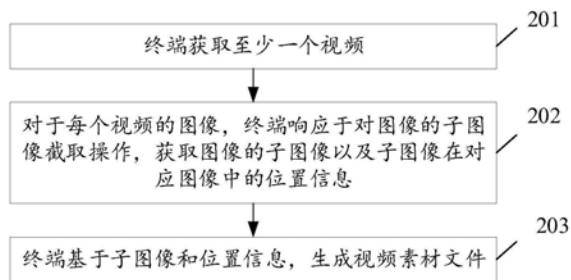 201
终端获取至少一个视频
202
对于每个视频的图像，终端响应于对图像的子图
像截取操作，获取图像的子图像以及子图像在对
应图像中的位置信息
203
终端基于子图像和位置信息，生成视频素材文件